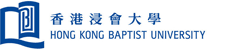 香港浸會大學
HONG KONG BAPTIST UNIVERSITY